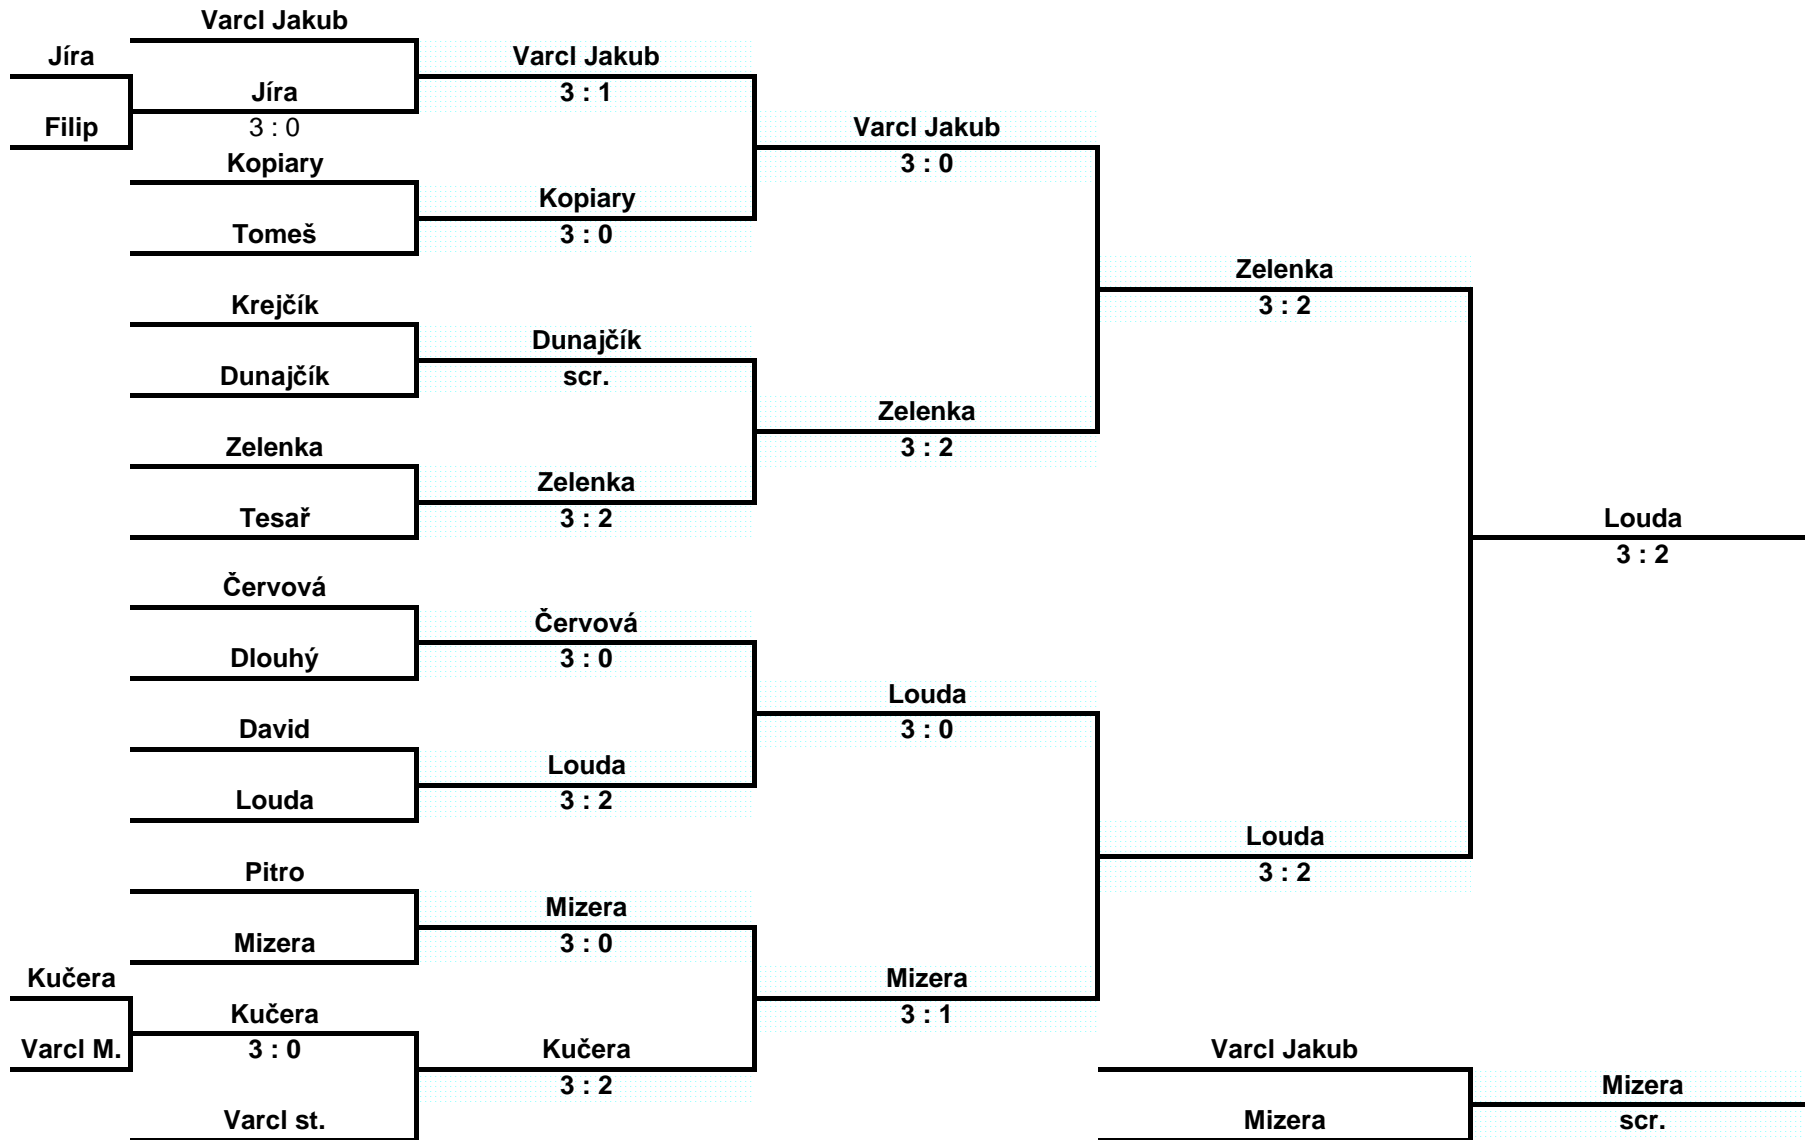 Varcl Jakub
Jíra
Varcl Jakub
Jíra
3 : 1
Filip
3 : 0
Varcl Jakub
Kopiary
3 : 0
Kopiary
Tomeš
3 : 0
Zelenka
Krejčík
3 : 2
Dunajčík
Dunajčík
scr.
Zelenka
Zelenka
3 : 2
Zelenka
Tesař
3 : 2
Louda
3 : 2
Červová
Červová
Dlouhý
3 : 0
Louda
David
3 : 0
Louda
Louda
3 : 2
Louda
Pitro
3 : 2
Mizera
Mizera
3 : 0
Kučera
Mizera
Kučera
3 : 1
Varcl M.
3 : 0
Kučera
Varcl Jakub
3 : 2
Mizera
Varcl st.
Mizera
scr.